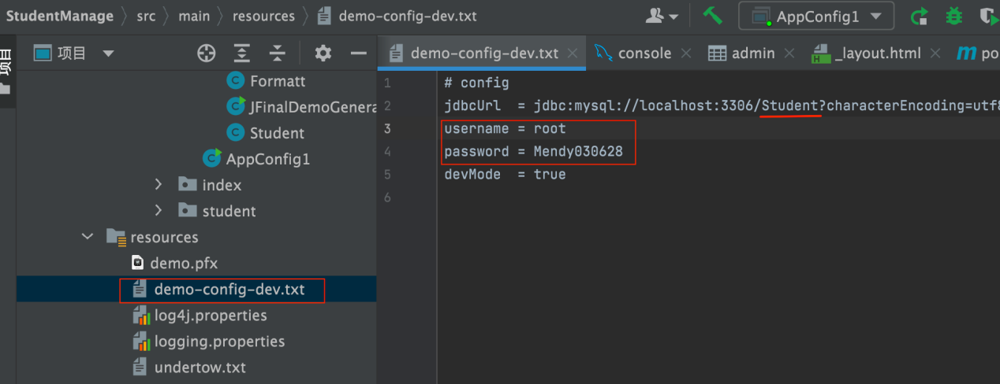 StudentManage src main resources demo-config-dev.txt AppConfig1
项目
项目 demo-config-dev.txt console admin _layout.html po
Formatt
JFinalDemoGenera
Student
AppConfig1
index
student
resources
demo.pfx
demo-config-dev.txt
log4j.properties
logging.properties
undertow.txt
1 # config
2 jdbcUrl = jdbc:mysql://localhost:3306/Student?characterEncoding=utf8
3 username = root
4 password = Mendy030628
5 devMode = true
6